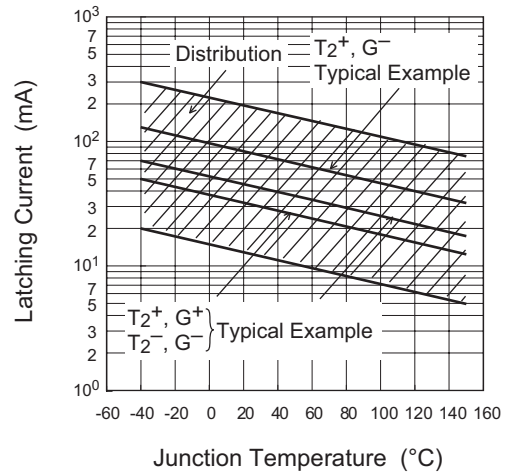 10³
7
5
3
2
10²
7
5
3
2
10¹
7
5
3
2
10⁰
Latching Current (mA)
Distribution
T2⁺, G⁻
Typical Example
T2⁺, G⁺
T2⁻, G⁻
} Typical Example
-60 -40 -20 0 20 40 60 80 100 120 140 160
Junction Temperature (°C)